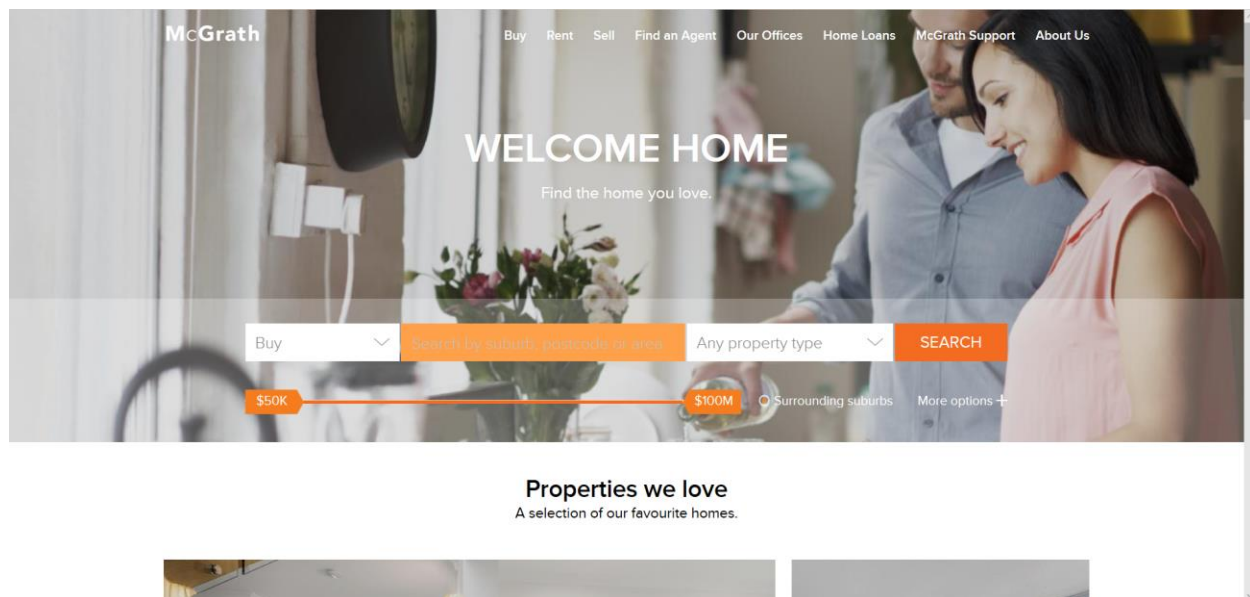 McGrath
Buy Rent Sell Find an Agent Our Offices Home Loans McGrath Support About Us
WELCOME HOME
Find the home you love.
Buy Search by suburb, postcode or area Any property type SEARCH
$50K $100M Surrounding suburbs More options +
Properties we love
A selection of our favourite homes.